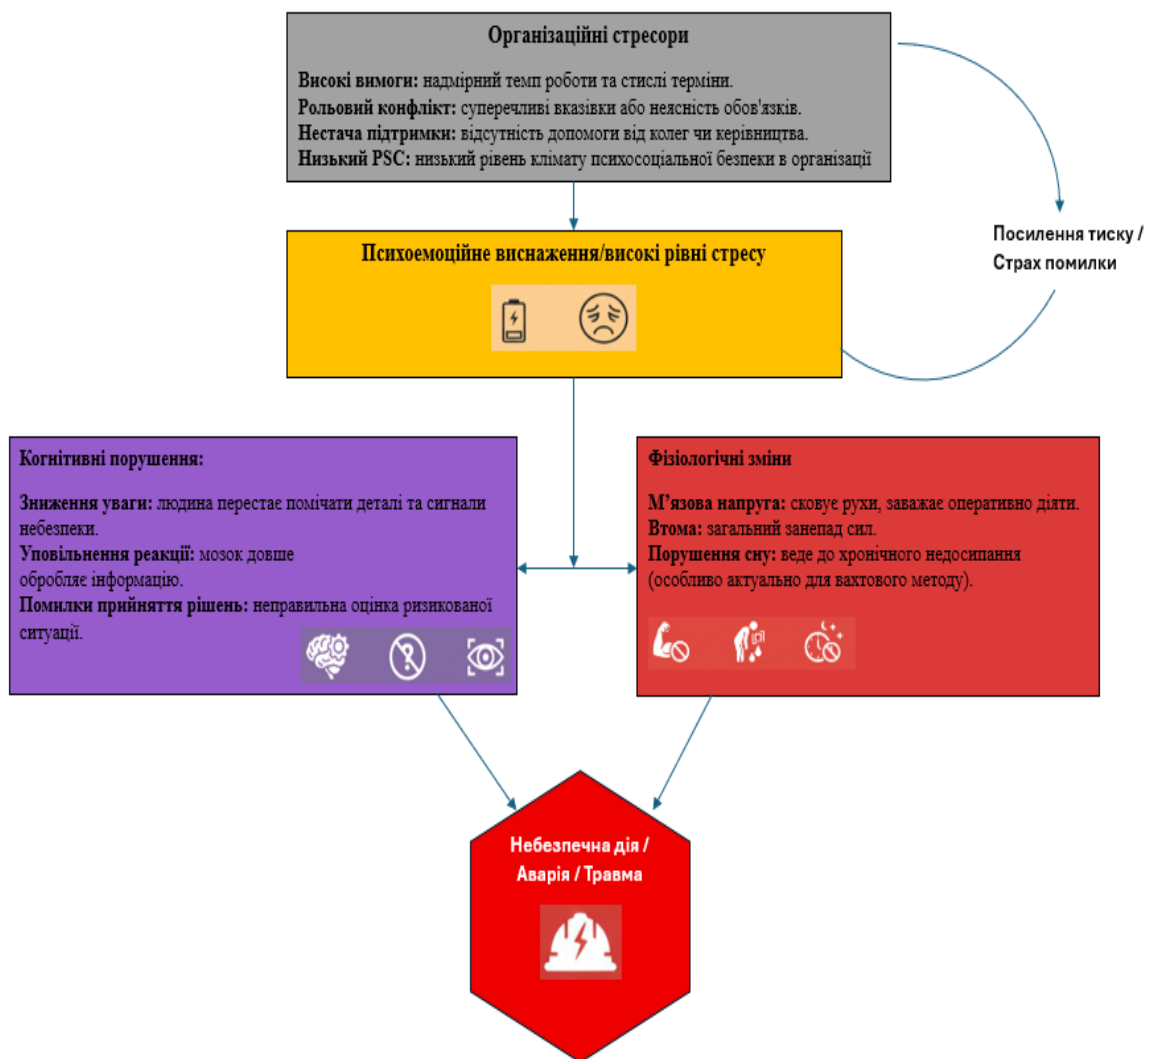 Організаційні стресори
Високі вимоги: надмірний темп роботи та стислі терміни.
Рольовий конфлікт: суперечливі вказівки або неясність обов'язків.
Нестача підтримки: відсутність допомоги від колег чи керівництва.
Низький PSC: низький рівень клімату психосоціальної безпеки в організації
Посилення тиску /
Страх помилки
Психоемоційне виснаження/високі рівні стресу
Когнітивні порушення:
Зниження уваги: людина перестає помічати деталі та сигнали
небезпеки.
Уповільнення реакції: мозок довше
обробляє інформацію.
Помилки прийняття рішень: неправильна оцінка ризикованої
ситуації.
Фізіологічні зміни
М’язова напруга: сковує рухи, заважає оперативно діяти.
Втома: загальний занепад сил.
Порушення сну: веде до хронічного недосипання
(особливо актуально для вахтового методу).
Небезпечна дія /
Аварія / Травма